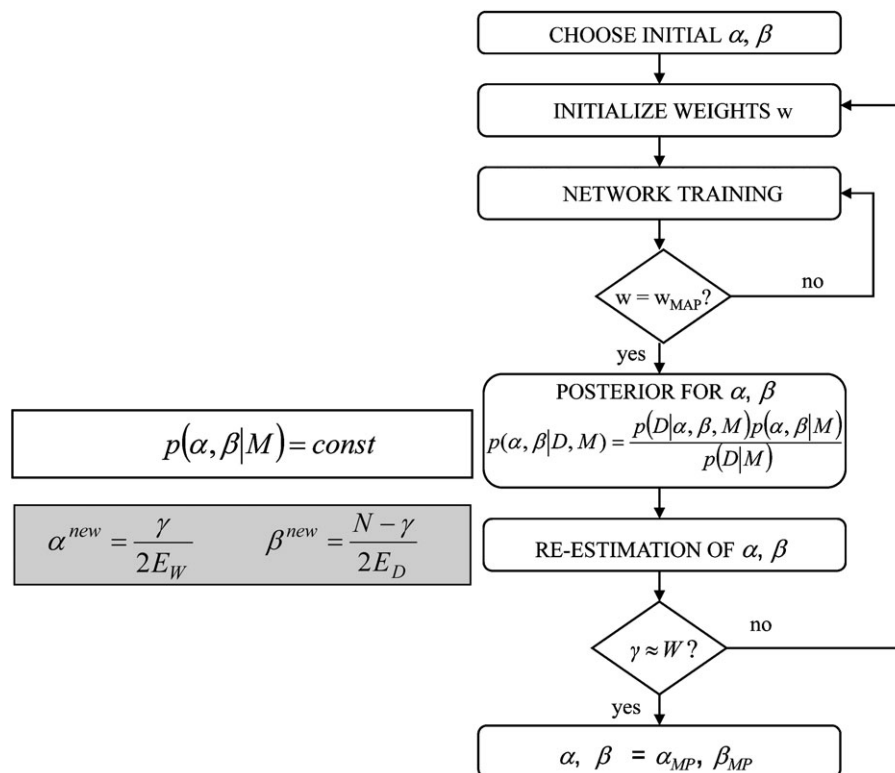 CHOOSE INITIAL α, β
INITIALIZE WEIGHTS w
NETWORK TRAINING
w = w_MAP?
no
yes
POSTERIOR FOR α, β
p(α, β|D, M) = p(D|α, β, M)p(α, β|M) / p(D|M)
p(α, β|M) = const
α^new = γ / 2E_W    β^new = N − γ / 2E_D
RE-ESTIMATION OF α, β
γ ≈ W?
no
yes
α, β = α_MP, β_MP